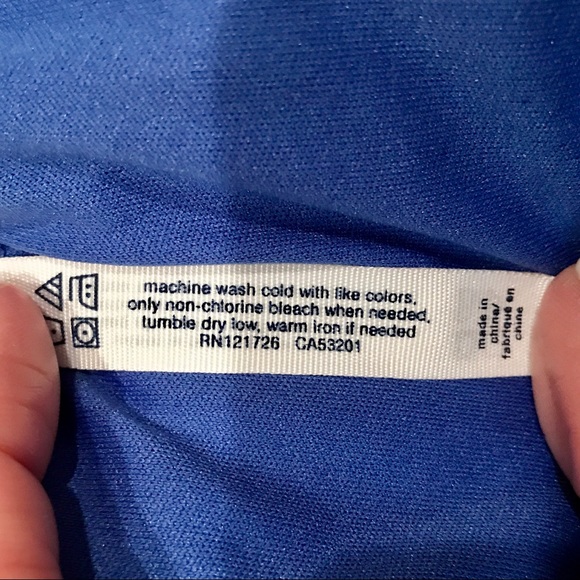 machine wash cold with like colors,
only non-chlorine bleach when needed,
tumble dry low, warm iron if needed
RN121726 CA53201
made in
china/
fabriqué en
chine